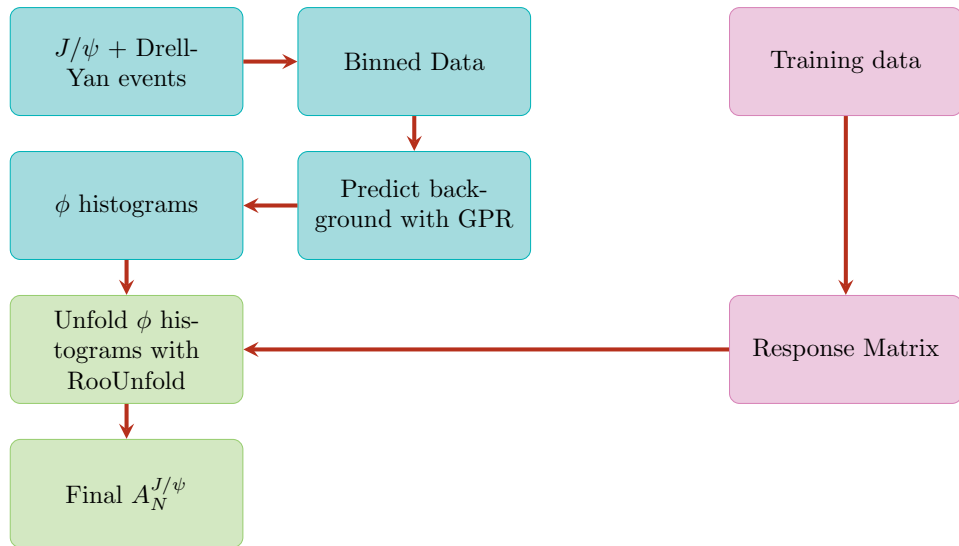 J/ψ + Drell-
Yan events
Binned Data
Training data
ϕ histograms
Predict back-
ground with GPR
Unfold ϕ his-
tograms with
RooUnfold
Response Matrix
Final A_N^{J/ψ}